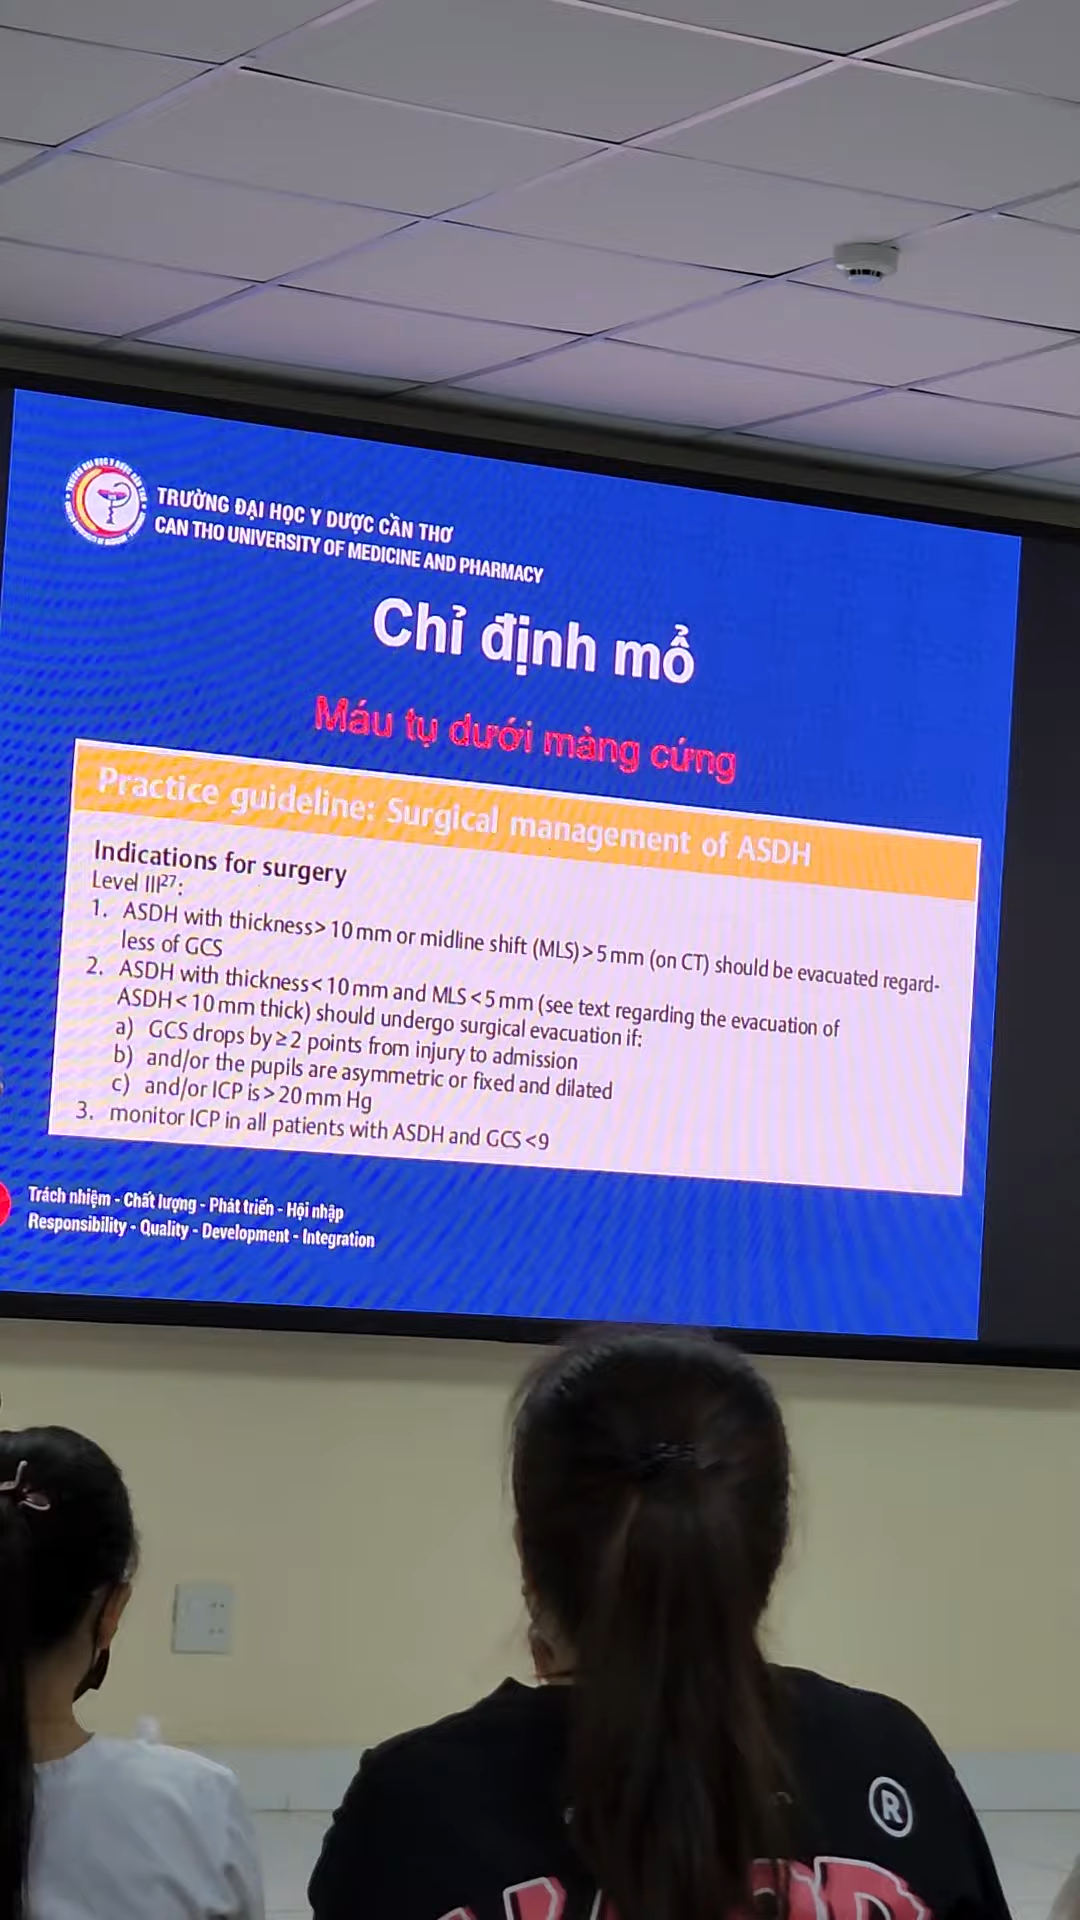 TRƯỜNG ĐẠI HỌC Y DƯỢC CẦN THƠ
CAN THO UNIVERSITY OF MEDICINE AND PHARMACY
Chỉ định mổ
Máu tụ dưới màng cứng
Practice guideline: Surgical management of ASDH
Indications for surgery
Level III27:
1. ASDH with thickness> 10 mm or midline shift (MLS) > 5 mm (on CT) should be evacuated regard-
less of GCS
2. ASDH with thickness< 10 mm and MLS < 5 mm (see text regarding the evacuation of
ASDH < 10 mm thick) should undergo surgical evacuation if:
a) GCS drops by ≥ 2 points from injury to admission
b) and/or the pupils are asymmetric or fixed and dilated
c) and/or ICP is > 20 mm Hg
3. monitor ICP in all patients with ASDH and GCS <9
Trách nhiệm - Chất lượng - Phát triển - Hội nhập
Responsibility - Quality - Development - Integration
®